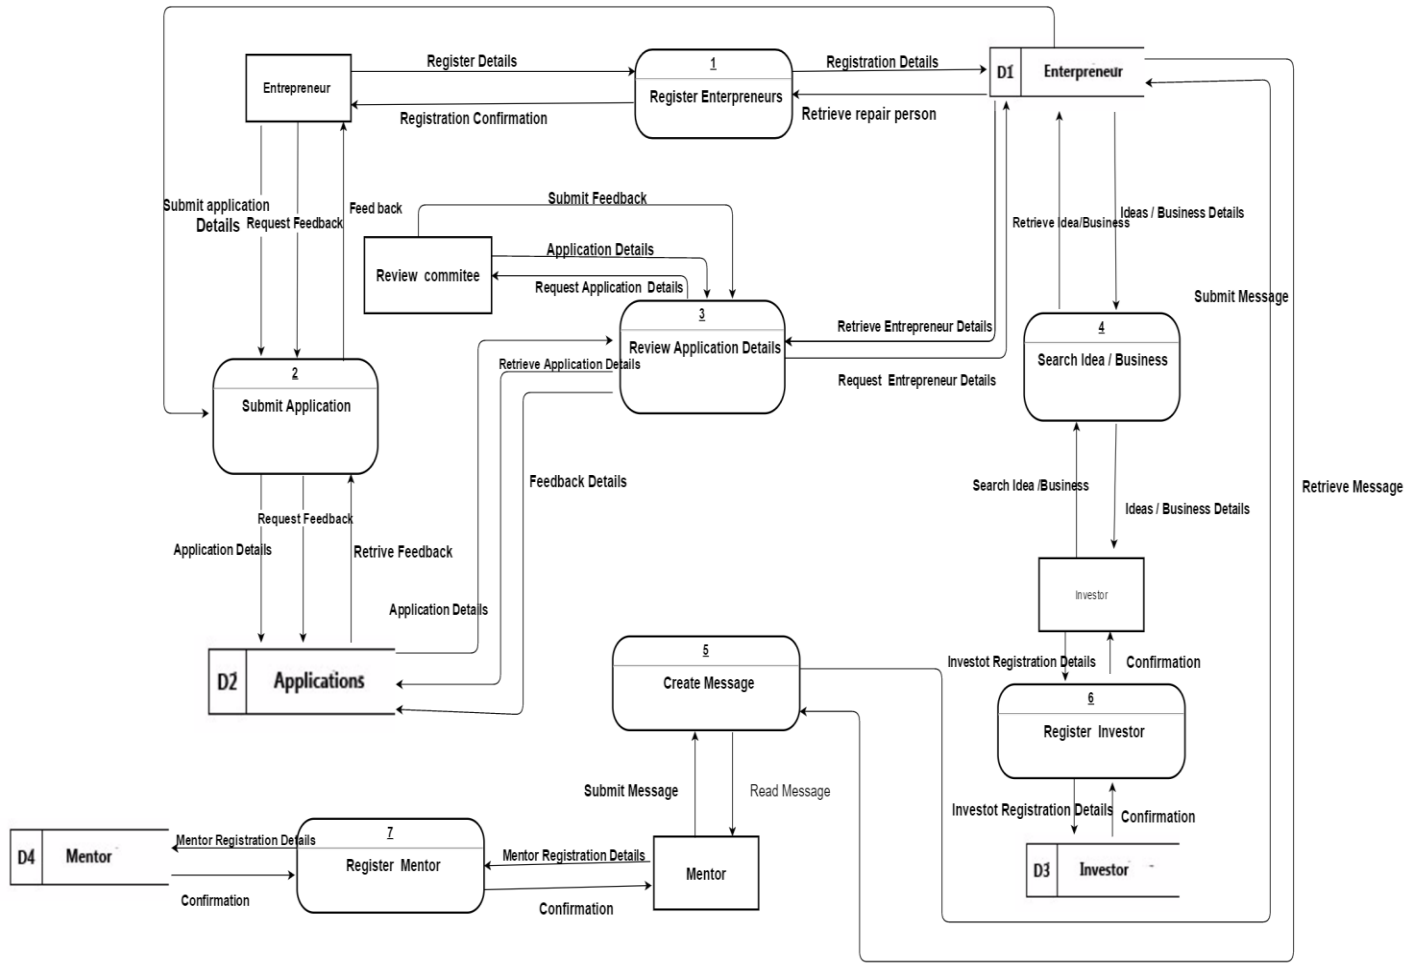 Register Details
1
Register Enterpreneurs
Registration Details
D1
Enterpreneur
Entrepreneur
Registration Confirmation
Retrieve repair person
Submit application
Details
Request Feedback
Feed back
Submit Feedback
Review commitee
Application Details
Request Application Details
Retrieve Idea/Business
Ideas / Business Details
Submit Message
3
Review Application Details
Retrieve Entrepreneur Details
Request Entrepreneur Details
4
Search Idea / Business
2
Submit Application
Retrieve Application Details
Feedback Details
Search Idea /Business
Ideas / Business Details
Retrieve Message
Request Feedback
Application Details
Retrive Feedback
Application Details
Investor
D2
Applications
5
Create Message
Investot Registration Details
Confirmation
6
Register Investor
Submit Message
Read Message
Investot Registration Details
Confirmation
D4
Mentor
Mentor Registration Details
Confirmation
7
Register Mentor
Mentor Registration Details
Confirmation
Mentor
D3
Investor